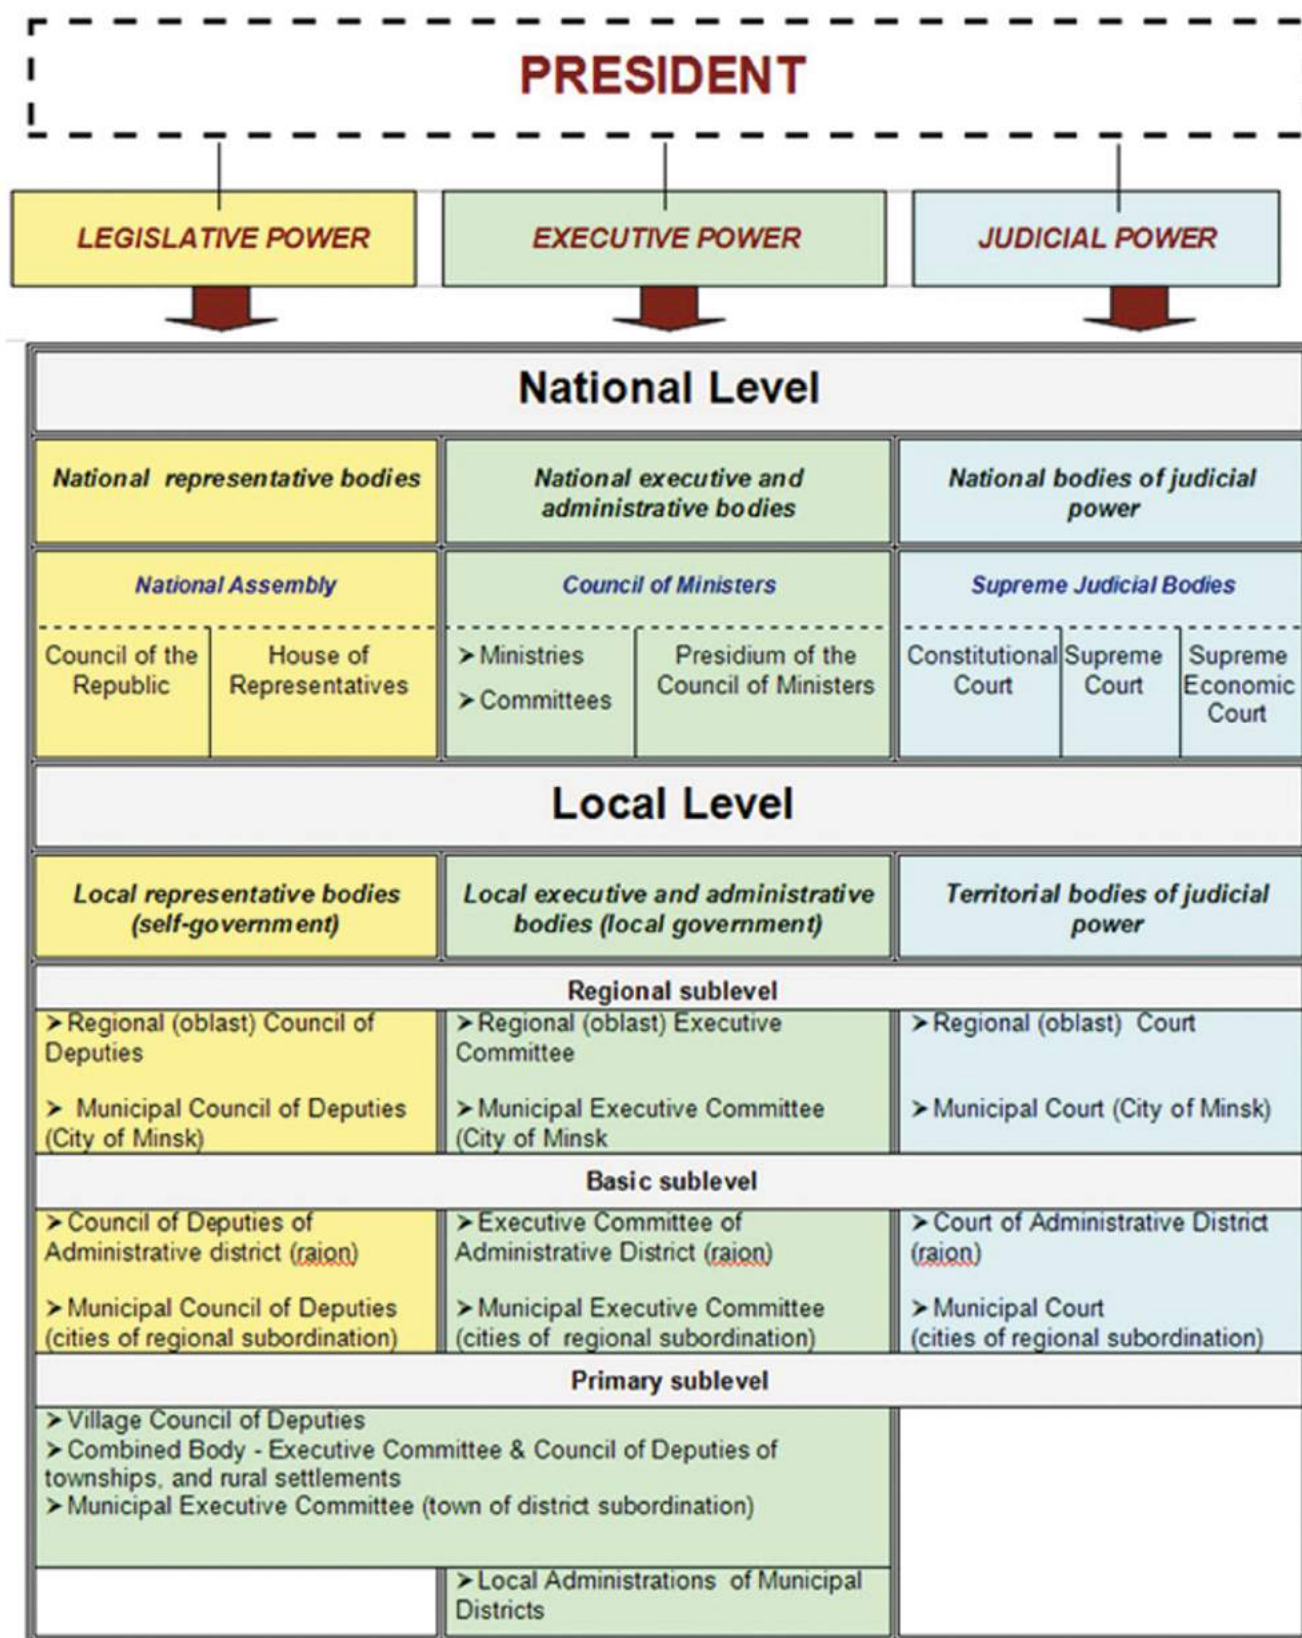 PRESIDENT
LEGISLATIVE POWER
EXECUTIVE POWER
JUDICIAL POWER
National Level
National representative bodies
National executive and
administrative bodies
National bodies of judicial
power
National Assembly
Council of the
Republic
House of
Representatives
Council of Ministers
➢ Ministries
➢ Committees
Presidium of the
Council of Ministers
Supreme Judicial Bodies
Constitutional
Court
Supreme
Court
Supreme
Economic
Court
Local Level
Local representative bodies
(self-government)
Local executive and administrative
bodies (local government)
Territorial bodies of judicial
power
Regional sublevel
➢ Regional (oblast) Council of
Deputies
➢ Municipal Council of Deputies
(City of Minsk)
➢ Regional (oblast) Executive
Committee
➢ Municipal Executive Committee
(City of Minsk
➢ Regional (oblast) Court
➢ Municipal Court (City of Minsk)
Basic sublevel
➢ Council of Deputies of
Administrative district (raion)
➢ Municipal Council of Deputies
(cities of regional subordination)
➢ Executive Committee of
Administrative District (raion)
➢ Municipal Executive Committee
(cities of regional subordination)
➢ Court of Administrative District
(raion)
➢ Municipal Court
(cities of regional subordination)
Primary sublevel
➢ Village Council of Deputies
➢ Combined Body - Executive Committee & Council of Deputies of
townships, and rural settlements
➢ Municipal Executive Committee (town of district subordination)
➢ Local Administrations of Municipal
Districts